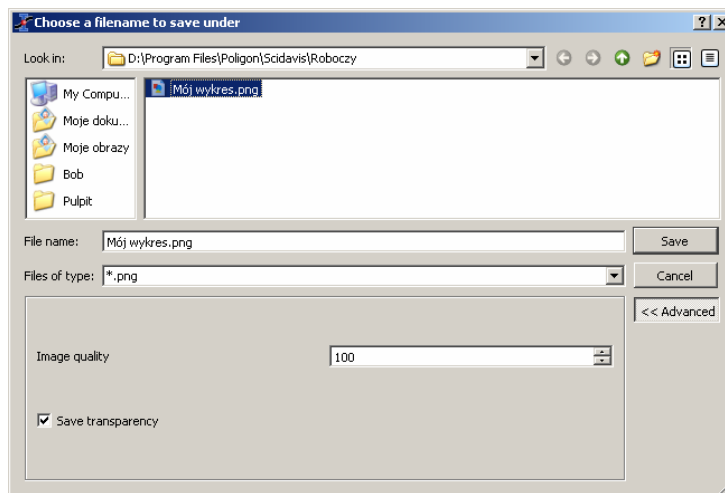 Choose a filename to save under
Look in: D:\Program Files\Poligon\Scidavis\Roboczy
My Compu...
Moje doku...
Moje obrazy
Bob
Pulpit
Mój wykres.png
File name: Mój wykres.png Save
Files of type: *.png Cancel
<< Advanced
Image quality 100
Save transparency